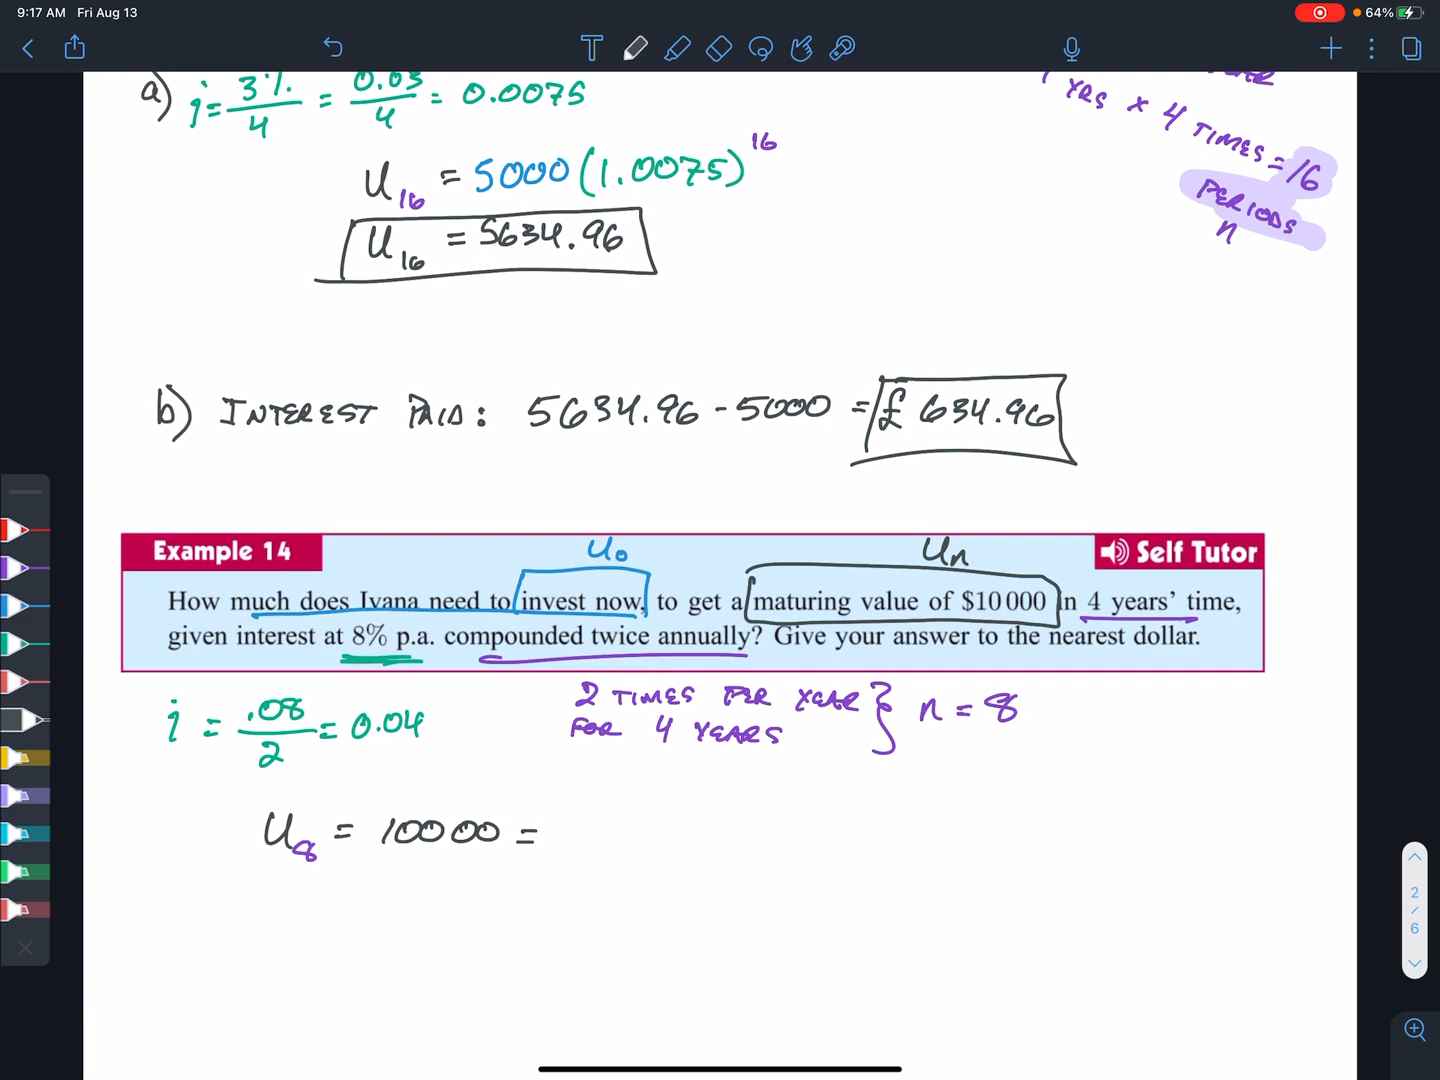 9:17 AM Fri Aug 13
64%
a) i = 3% / 4 = 0.03 / 4 = 0.0075
YRS × 4 TIMES = 16
PERIODS
n
U16 = 5000 (1.0075)^16
U16 = 5634.96
b) INTEREST PAID: 5634.96 - 5000 = £ 634.96
Example 14
U0
Un
Self Tutor
How much does Ivana need to invest now, to get a maturing value of $10 000 in 4 years' time,
given interest at 8% p.a. compounded twice annually? Give your answer to the nearest dollar.
i = .08 / 2 = 0.04
2 TIMES PER YEAR
FOR 4 YEARS } n = 8
U8 = 10000 =
2
/
6